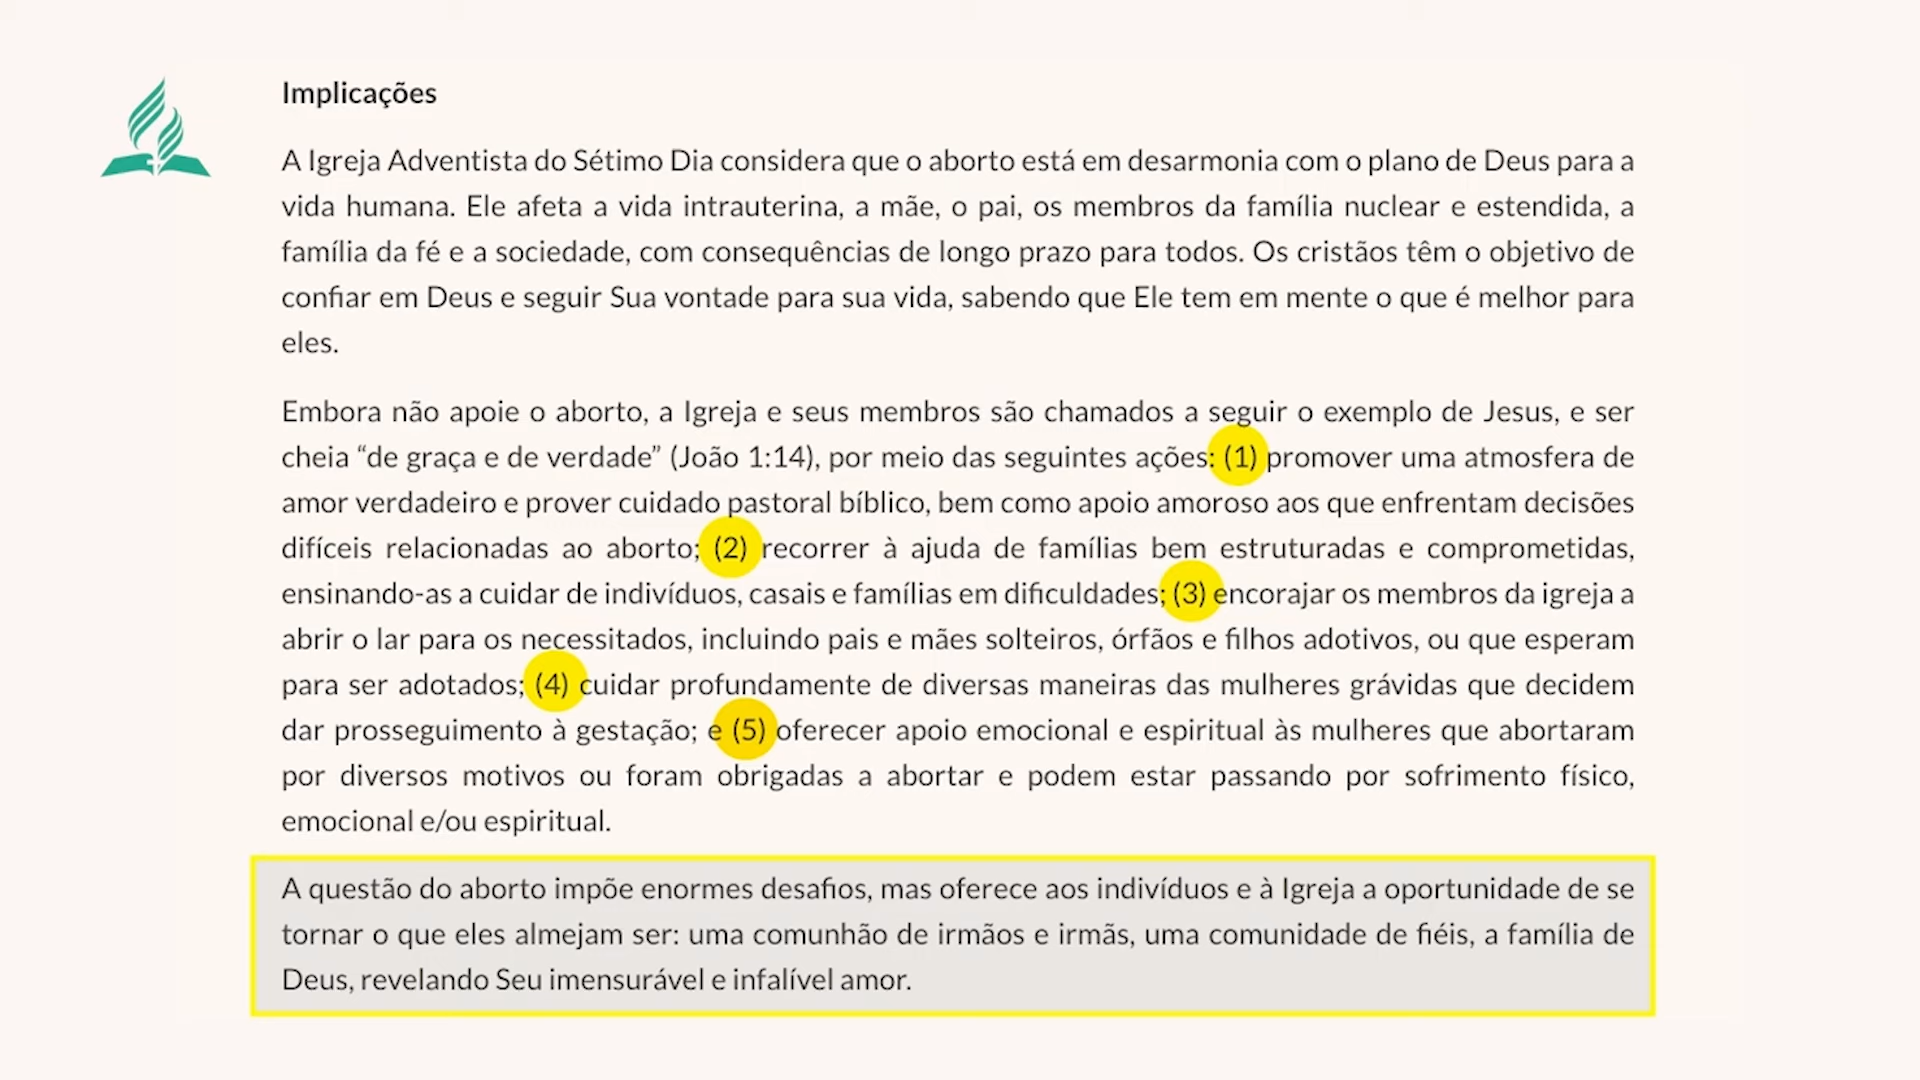 Implicações
A Igreja Adventista do Sétimo Dia considera que o aborto está em desarmonia com o plano de Deus para a
vida humana. Ele afeta a vida intrauterina, a mãe, o pai, os membros da família nuclear e estendida, a
família da fé e a sociedade, com consequências de longo prazo para todos. Os cristãos têm o objetivo de
confiar em Deus e seguir Sua vontade para sua vida, sabendo que Ele tem em mente o que é melhor para
eles.
Embora não apoie o aborto, a Igreja e seus membros são chamados a seguir o exemplo de Jesus, e ser
cheia “de graça e de verdade” (João 1:14), por meio das seguintes ações: (1) promover uma atmosfera de
amor verdadeiro e prover cuidado pastoral bíblico, bem como apoio amoroso aos que enfrentam decisões
difíceis relacionadas ao aborto; (2) recorrer à ajuda de famílias bem estruturadas e comprometidas,
ensinando-as a cuidar de indivíduos, casais e famílias em dificuldades; (3) encorajar os membros da igreja a
abrir o lar para os necessitados, incluindo pais e mães solteiros, órfãos e filhos adotivos, ou que esperam
para ser adotados; (4) cuidar profundamente de diversas maneiras das mulheres grávidas que decidem
dar prosseguimento à gestação; e (5) oferecer apoio emocional e espiritual às mulheres que abortaram
por diversos motivos ou foram obrigadas a abortar e podem estar passando por sofrimento físico,
emocional e/ou espiritual.
A questão do aborto impõe enormes desafios, mas oferece aos indivíduos e à Igreja a oportunidade de se
tornar o que eles almejam ser: uma comunhão de irmãos e irmãs, uma comunidade de fiéis, a família de
Deus, revelando Seu imensurável e infalível amor.